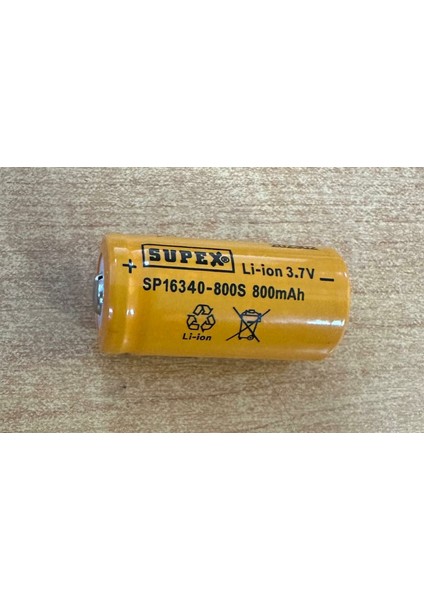 SUPEX®
+ Li-ion 3.7V −
SP16340-800S 800mAh
Li-ion